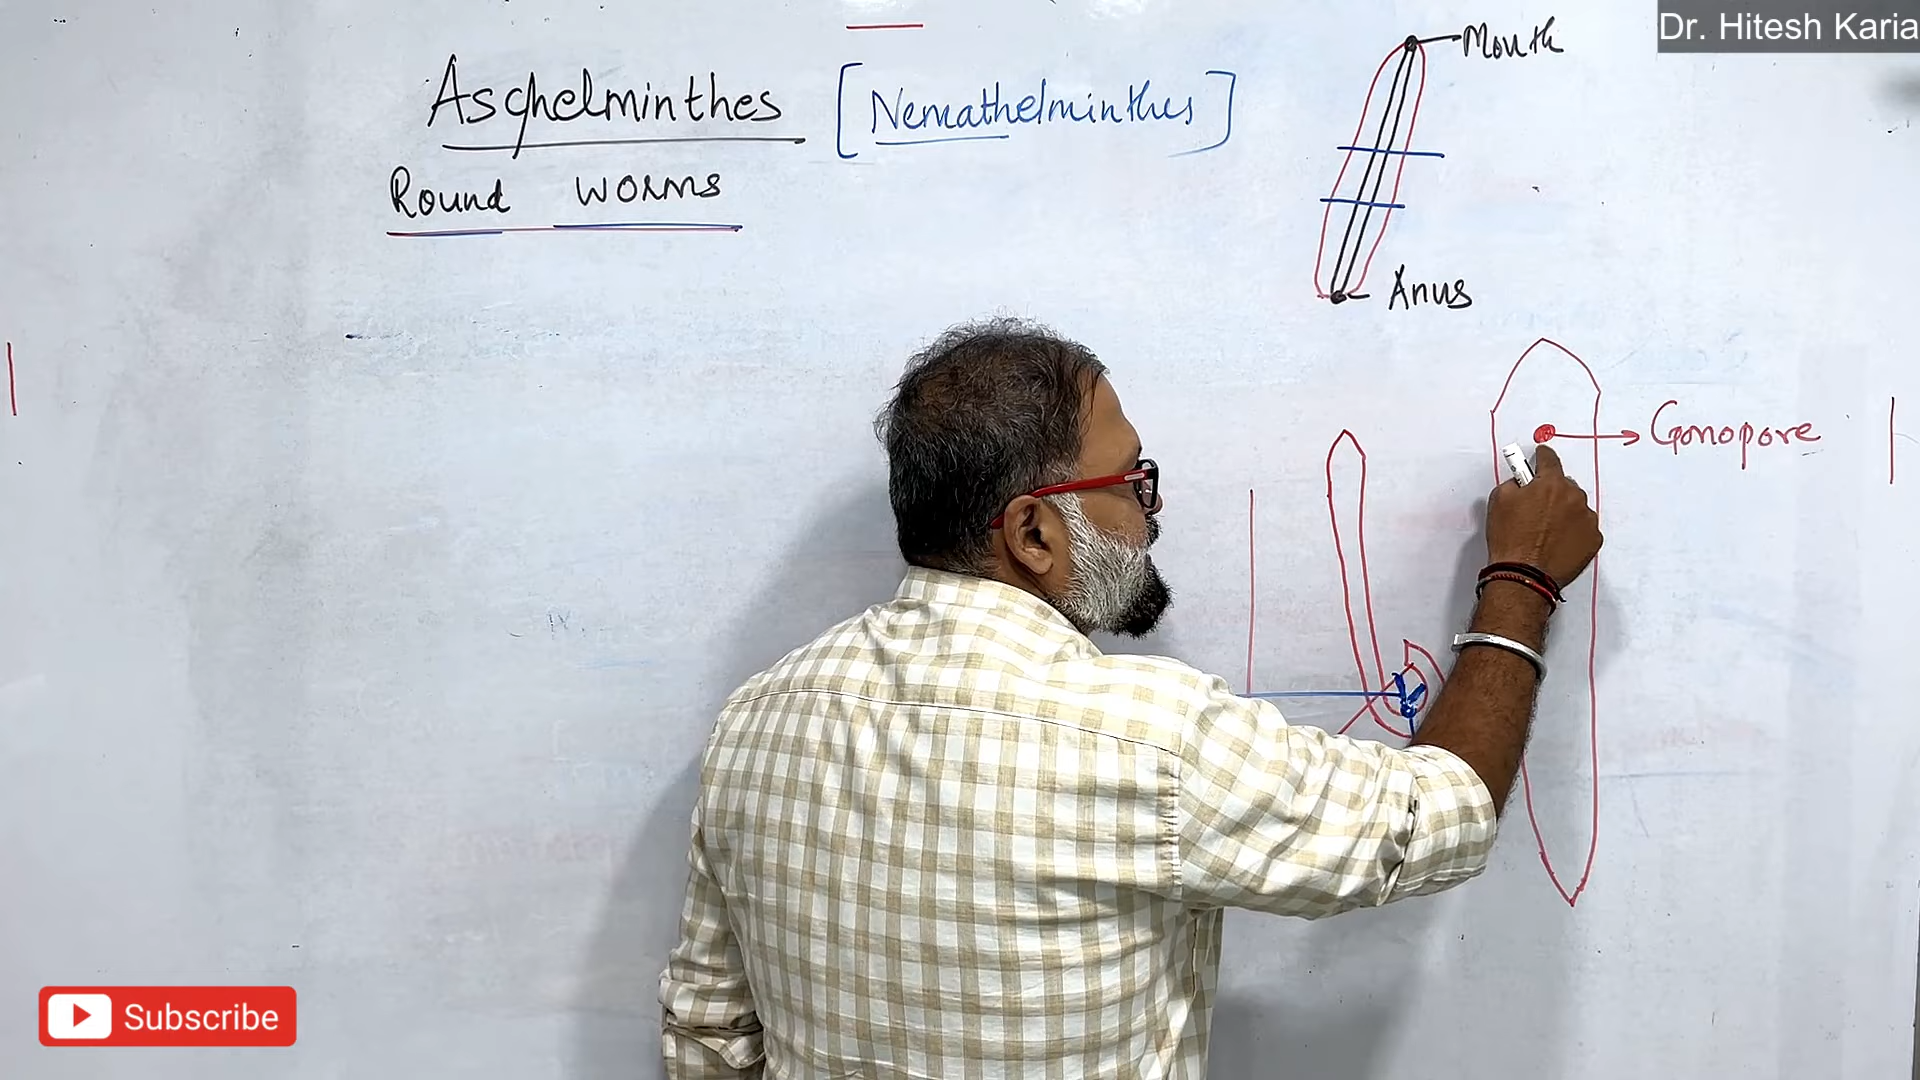 Dr. Hitesh Karia
Mouth
Aschelminthes [Nemathelminthes]
Round worms
Anus
Gonopore
Subscribe